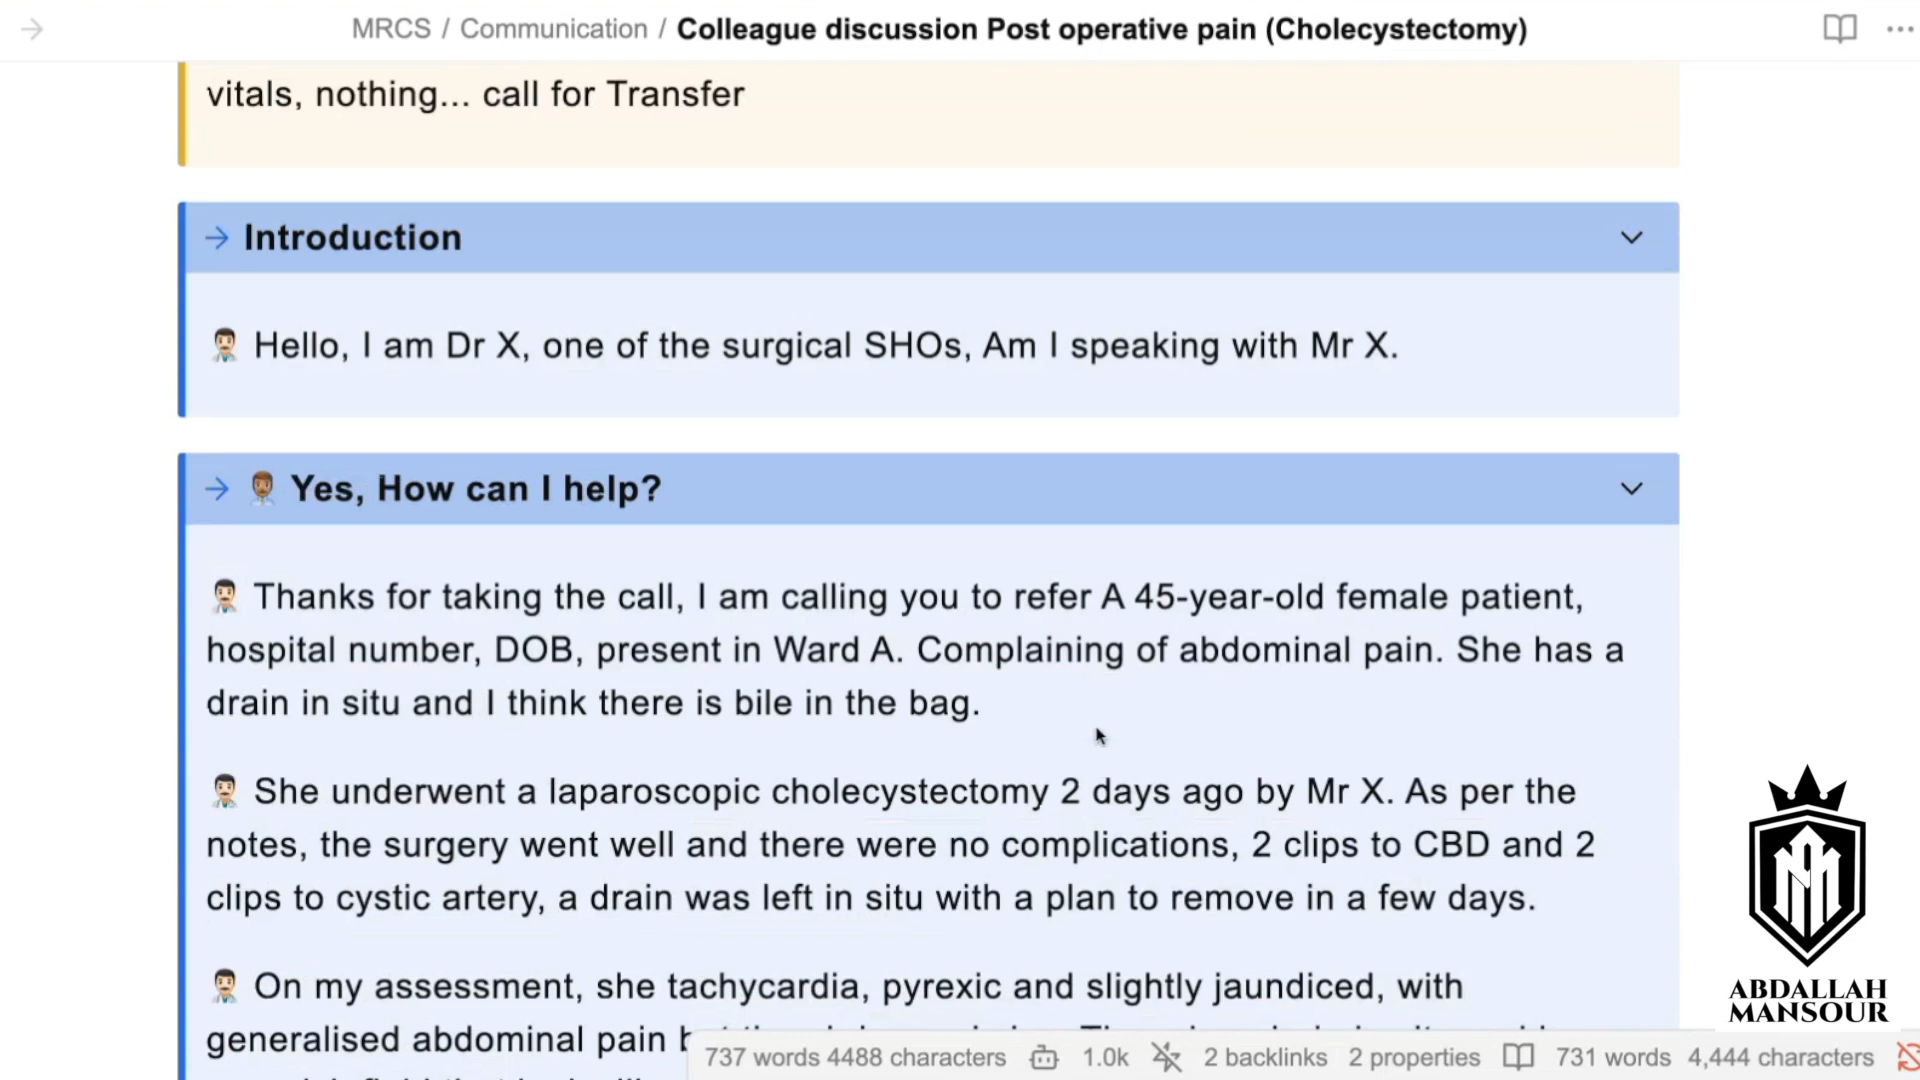 MRCS / Communication / Colleague discussion Post operative pain (Cholecystectomy)
vitals, nothing... call for Transfer
Introduction
Hello, I am Dr X, one of the surgical SHOs, Am I speaking with Mr X.
Yes, How can I help?
Thanks for taking the call, I am calling you to refer A 45-year-old female patient,
hospital number, DOB, present in Ward A. Complaining of abdominal pain. She has a
drain in situ and I think there is bile in the bag.
She underwent a laparoscopic cholecystectomy 2 days ago by Mr X. As per the
notes, the surgery went well and there were no complications, 2 clips to CBD and 2
clips to cystic artery, a drain was left in situ with a plan to remove in a few days.
On my assessment, she tachycardia, pyrexic and slightly jaundiced, with
generalised abdominal pain
737 words 4488 characters 1.0k 2 backlinks 2 properties 731 words 4,444 characters
ABDALLAH
MANSOUR